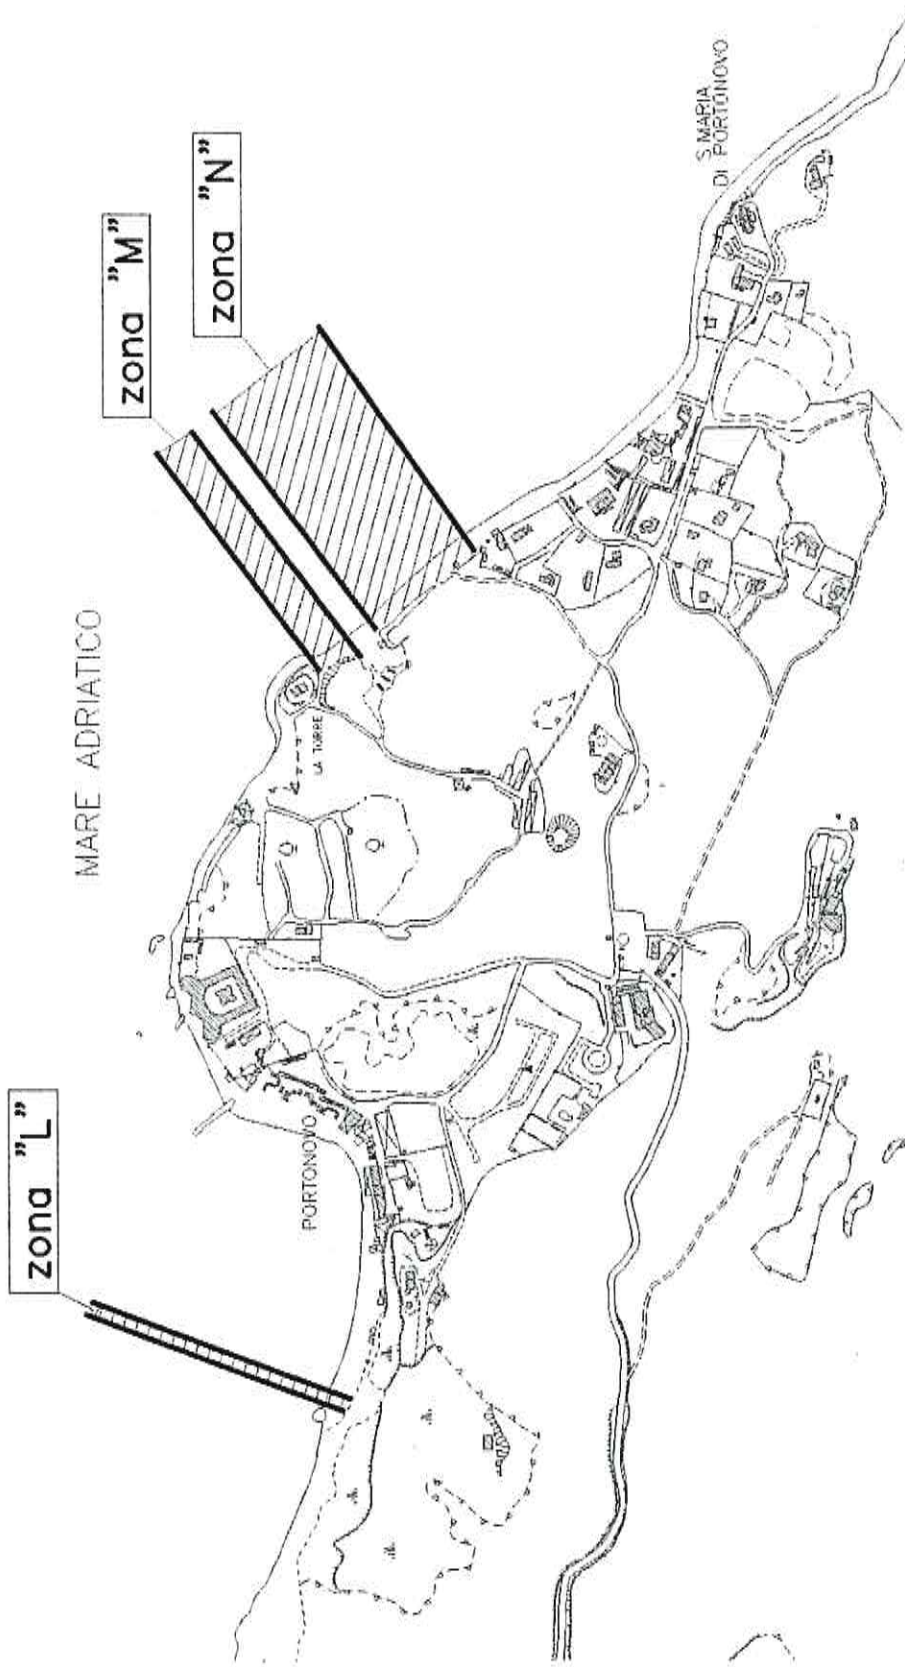 zona "L"
MARE ADRIATICO
zona "M"
zona "N"
PORTONOVO
LA TORRE
S. MARIA
DI PORTONOVO